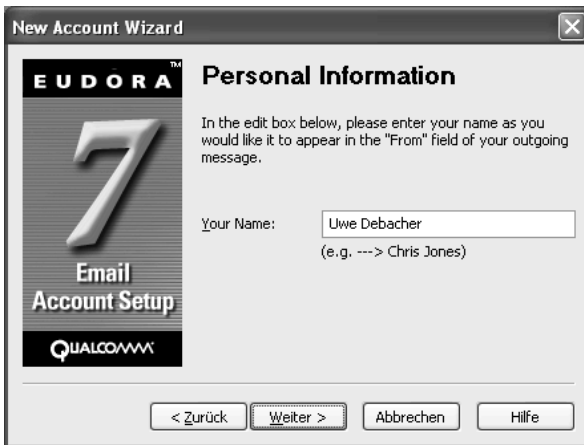 New Account Wizard
EUDORA™
7
Email
Account Setup
QUALCOMM
Personal Information
In the edit box below, please enter your name as you
would like it to appear in the "From" field of your outgoing
message.
Your Name:
Uwe Debacher
(e.g. ---> Chris Jones)
< Zurück
Weiter >
Abbrechen
Hilfe